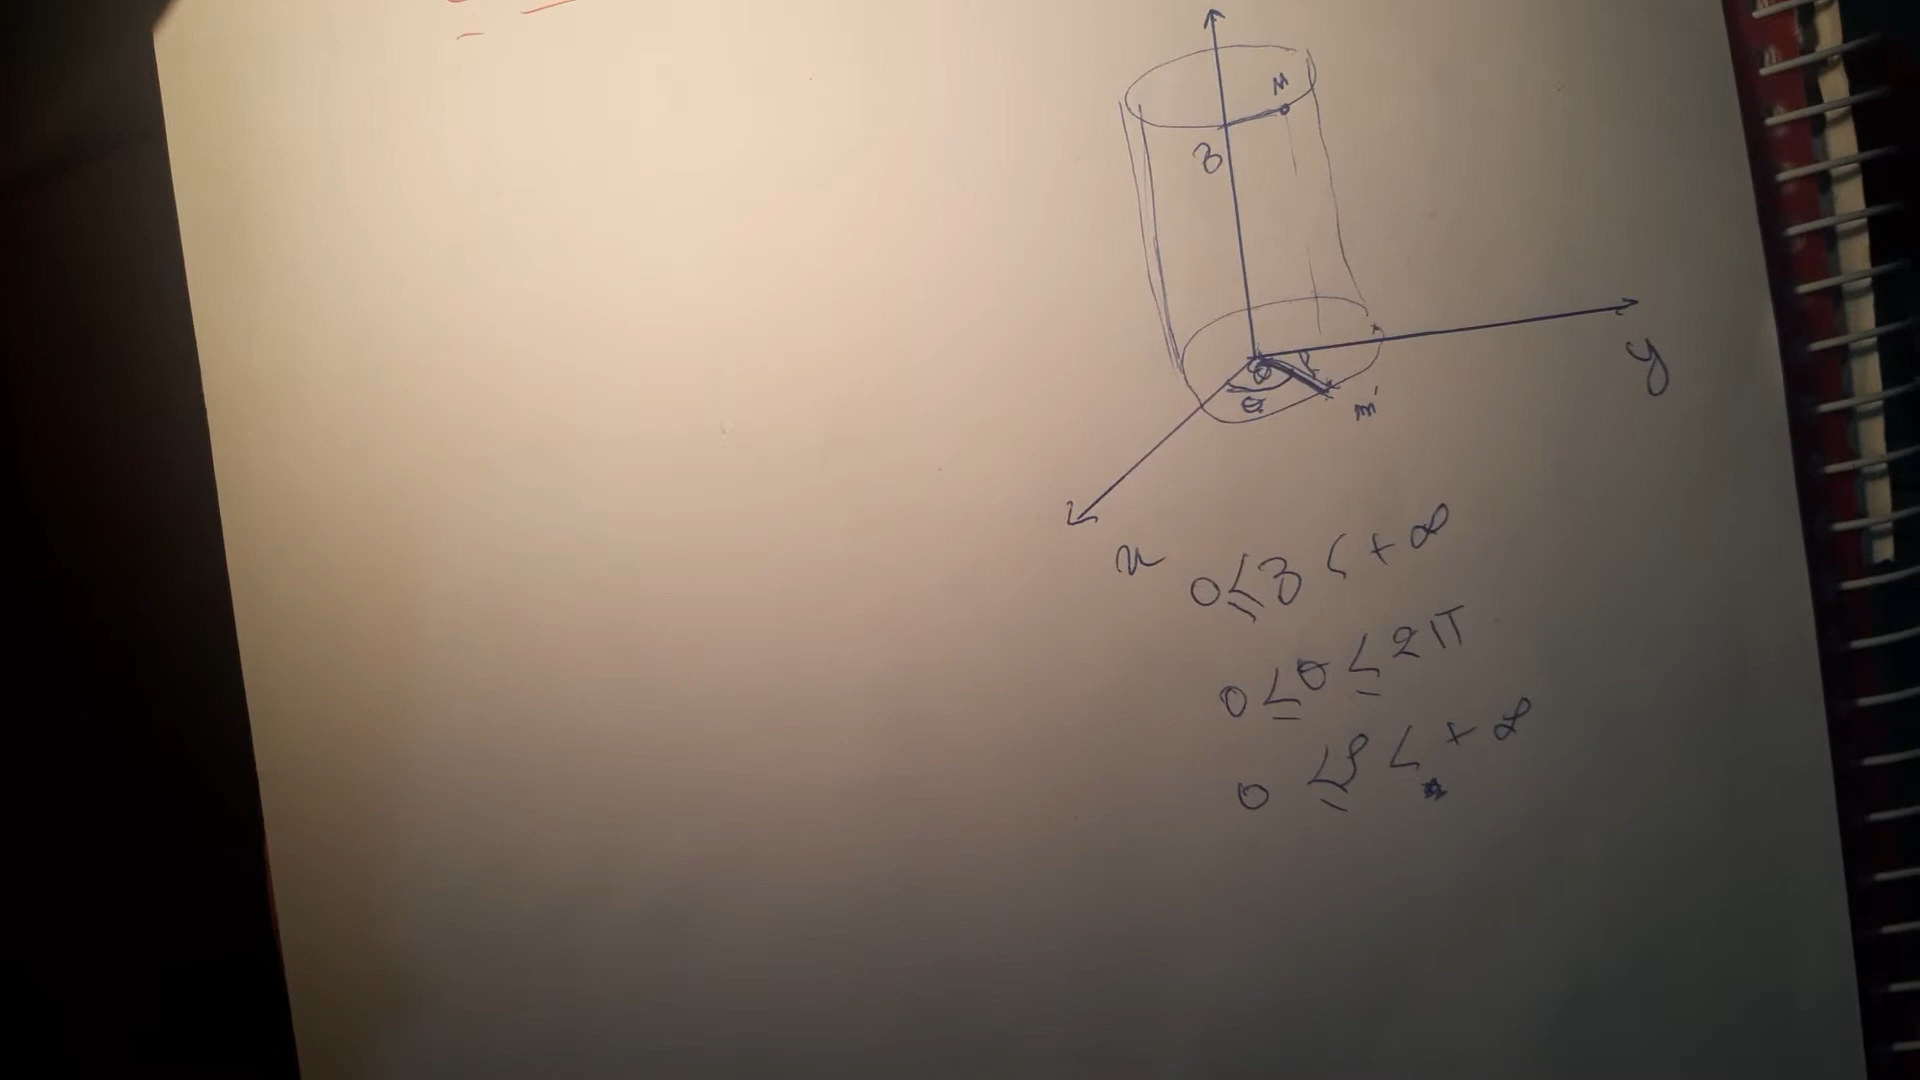 M
z
ρ
θ
m'
y
x
0 ≤ z < +∞
0 ≤ θ ≤ 2π
0 ≤ ρ < +∞